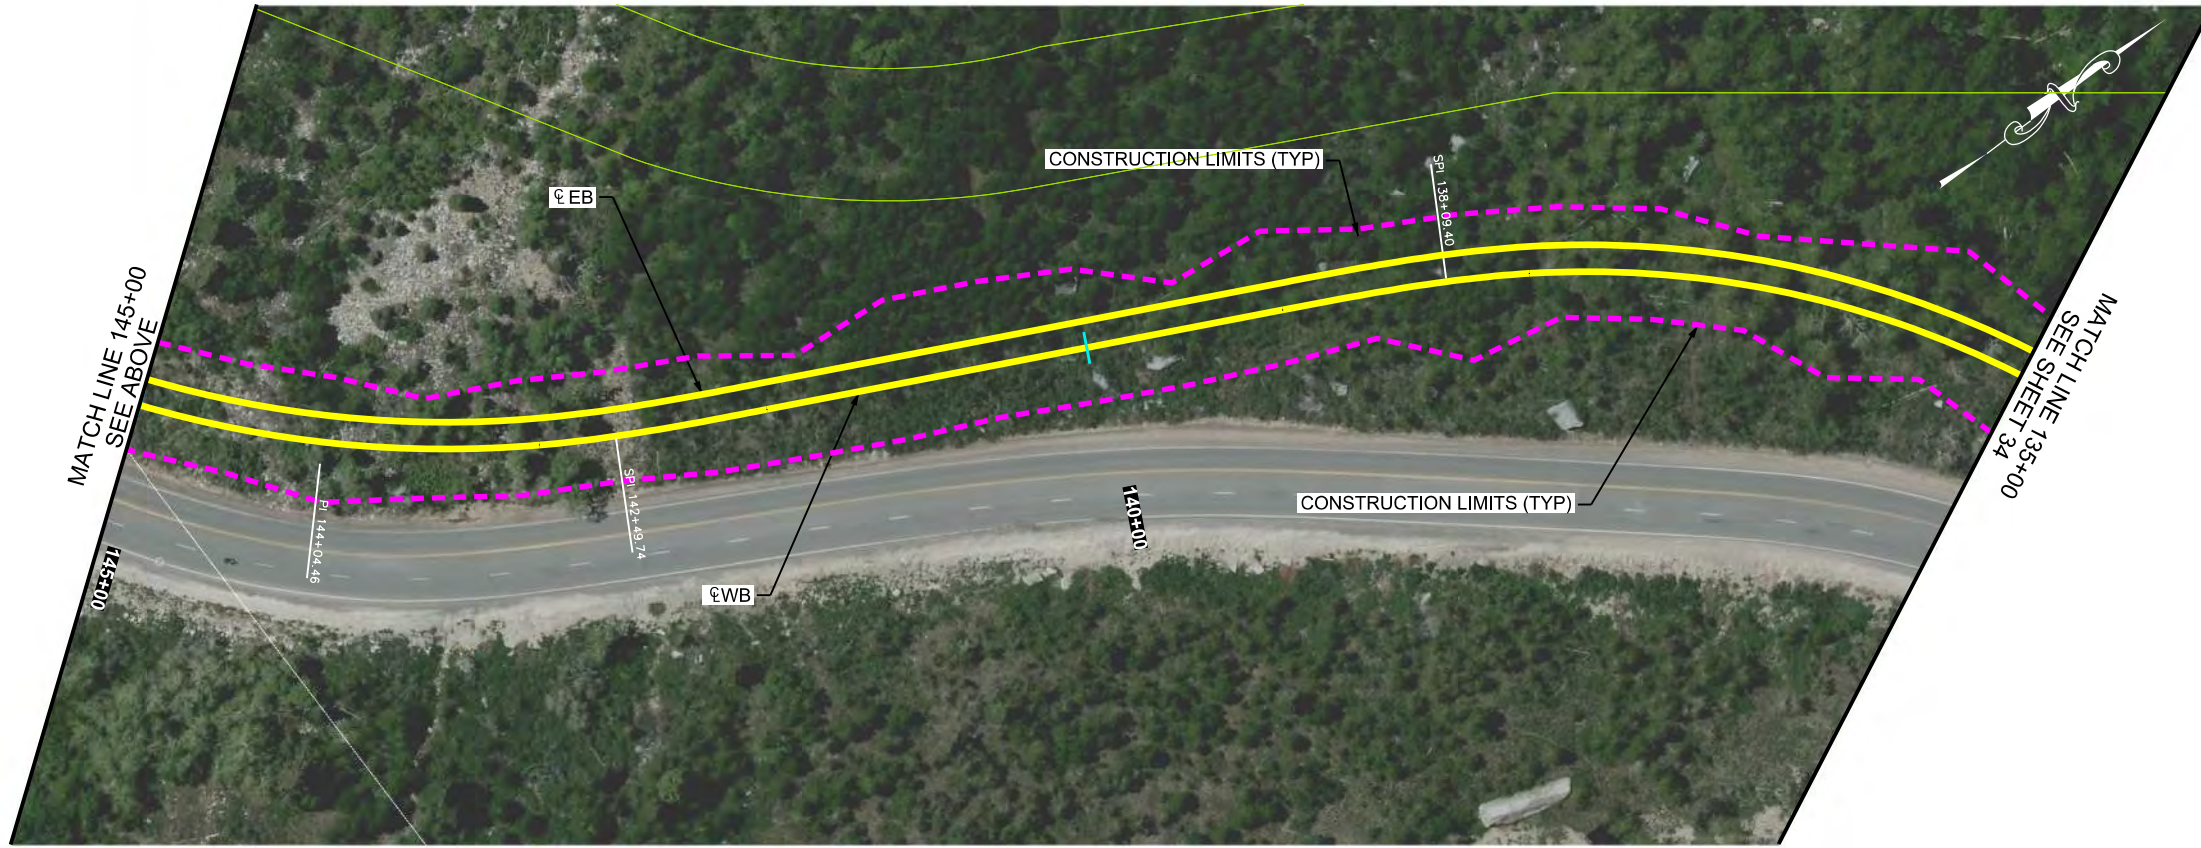 MATCH LINE 145+00
SEE ABOVE
℄ EB
CONSTRUCTION LIMITS (TYP)
SPI 138+09.40
MATCH LINE 135+00
SEE SHEET 34
PI 144+04.46
SPI 142+49.74
℄ WB
140+00
CONSTRUCTION LIMITS (TYP)
145+00